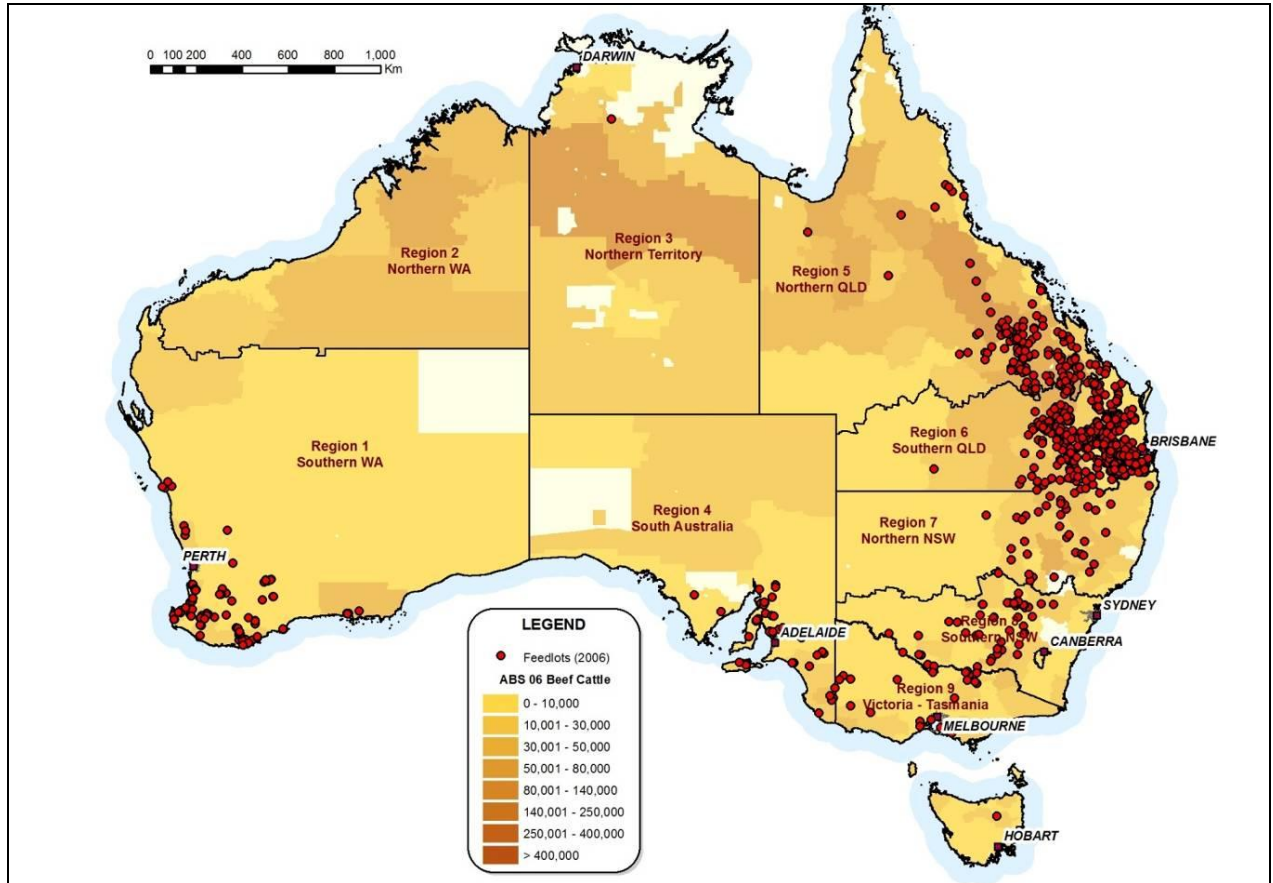 0 100 200 400 600 800 1,000
Km
DARWIN
Region 2
Northern WA
Region 3
Northern Territory
Region 5
Northern QLD
Region 1
Southern WA
Region 6
Southern QLD
BRISBANE
Region 4
South Australia
Region 7
Northern NSW
PERTH
SYDNEY
ADELAIDE
Region
Southern NSW
CANBERRA
Region 9
Victoria - Tasmania
MELBOURNE
HOBART
LEGEND
Feedlots (2006)
ABS 06 Beef Cattle
0 - 10,000
10,001 - 30,000
30,001 - 50,000
50,001 - 80,000
80,001 - 140,000
140,001 - 250,000
250,001 - 400,000
> 400,000